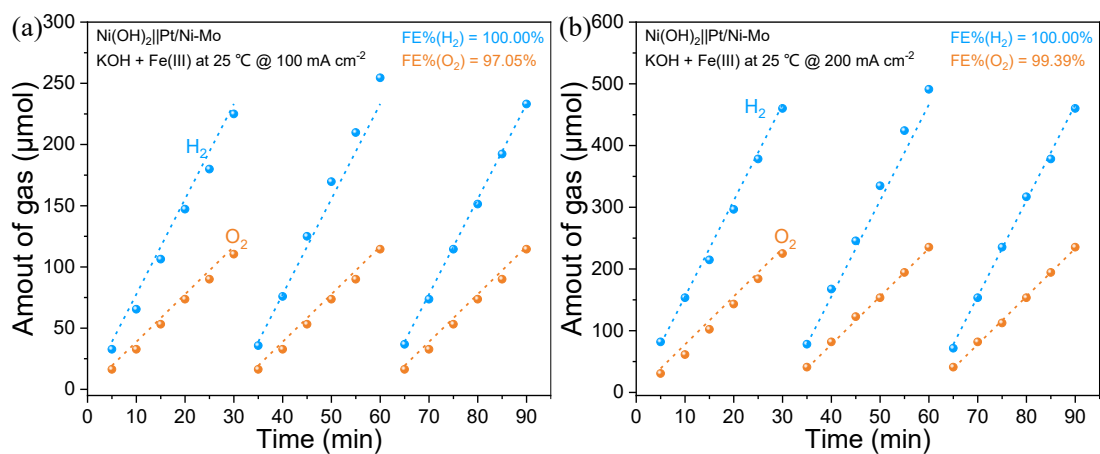 (a)
Ni(OH)₂||Pt/Ni-Mo
FE%(H₂) = 100.00%
KOH + Fe(III) at 25 ℃ @ 100 mA cm⁻²
FE%(O₂) = 97.05%
H₂
O₂
Amout of gas (μmol)
300
250
200
150
100
50
0
0 10 20 30 40 50 60 70 80 90
Time (min)
(b)
Ni(OH)₂||Pt/Ni-Mo
FE%(H₂) = 100.00%
KOH + Fe(III) at 25 ℃ @ 200 mA cm⁻²
FE%(O₂) = 99.39%
H₂
O₂
Amout of gas (μmol)
600
500
400
300
200
100
0
0 10 20 30 40 50 60 70 80 90
Time (min)